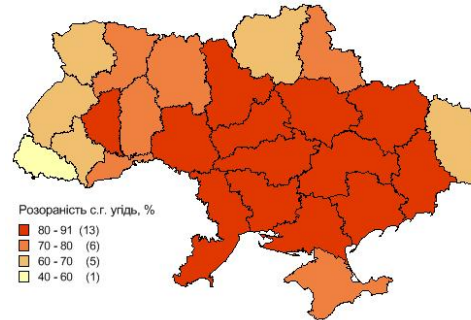 Розораність с.г. угідь, %
80 - 91 (13)
70 - 80 (6)
60 - 70 (5)
40 - 60 (1)